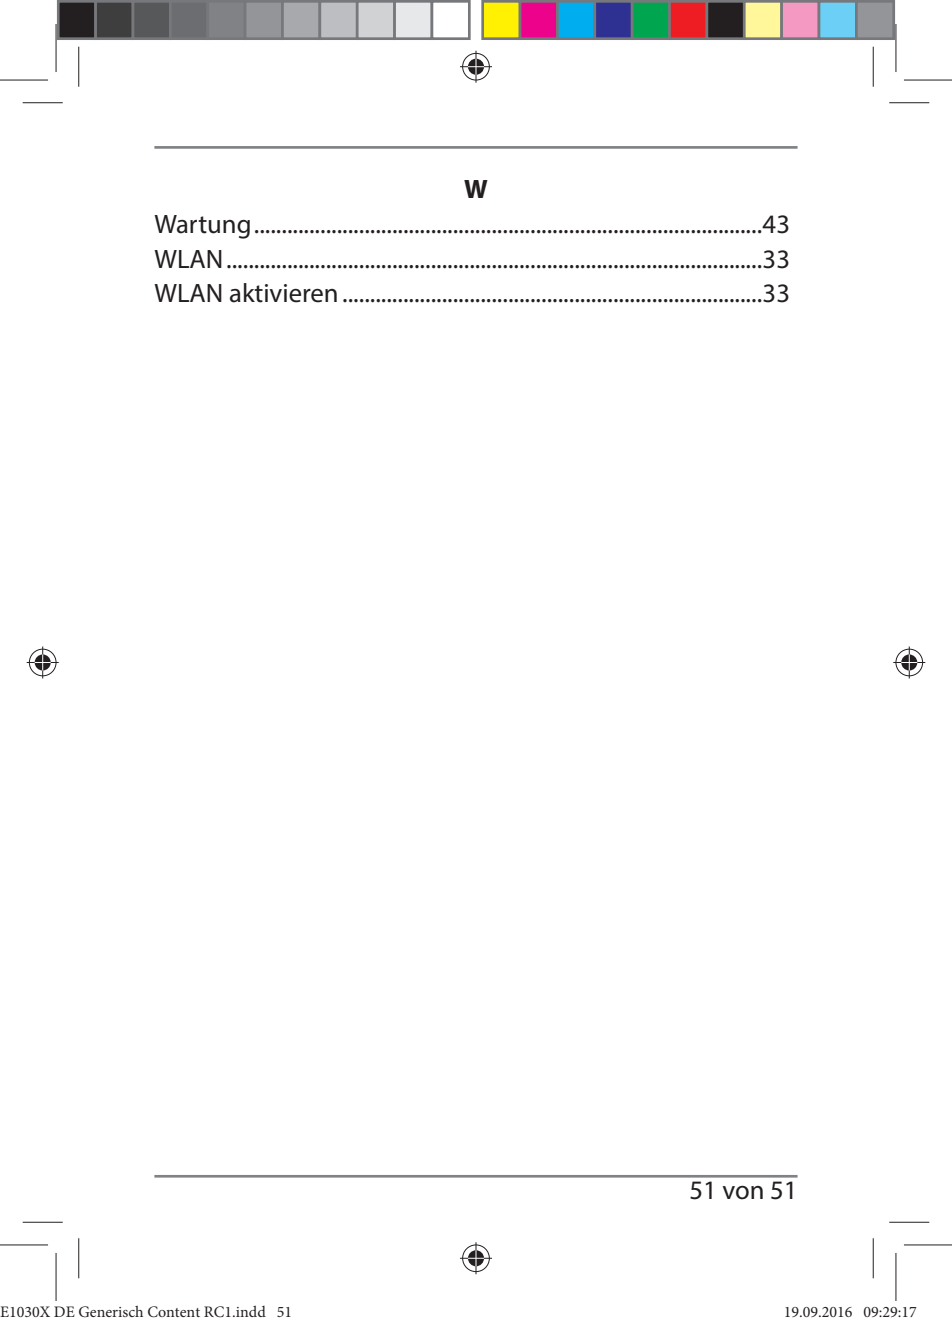 W
Wartung..............................................................................................43
WLAN..................................................................................................33
WLAN aktivieren.............................................................................33
51 von 51
E1030X DE Generisch Content RC1.indd 51 19.09.2016 09:29:17